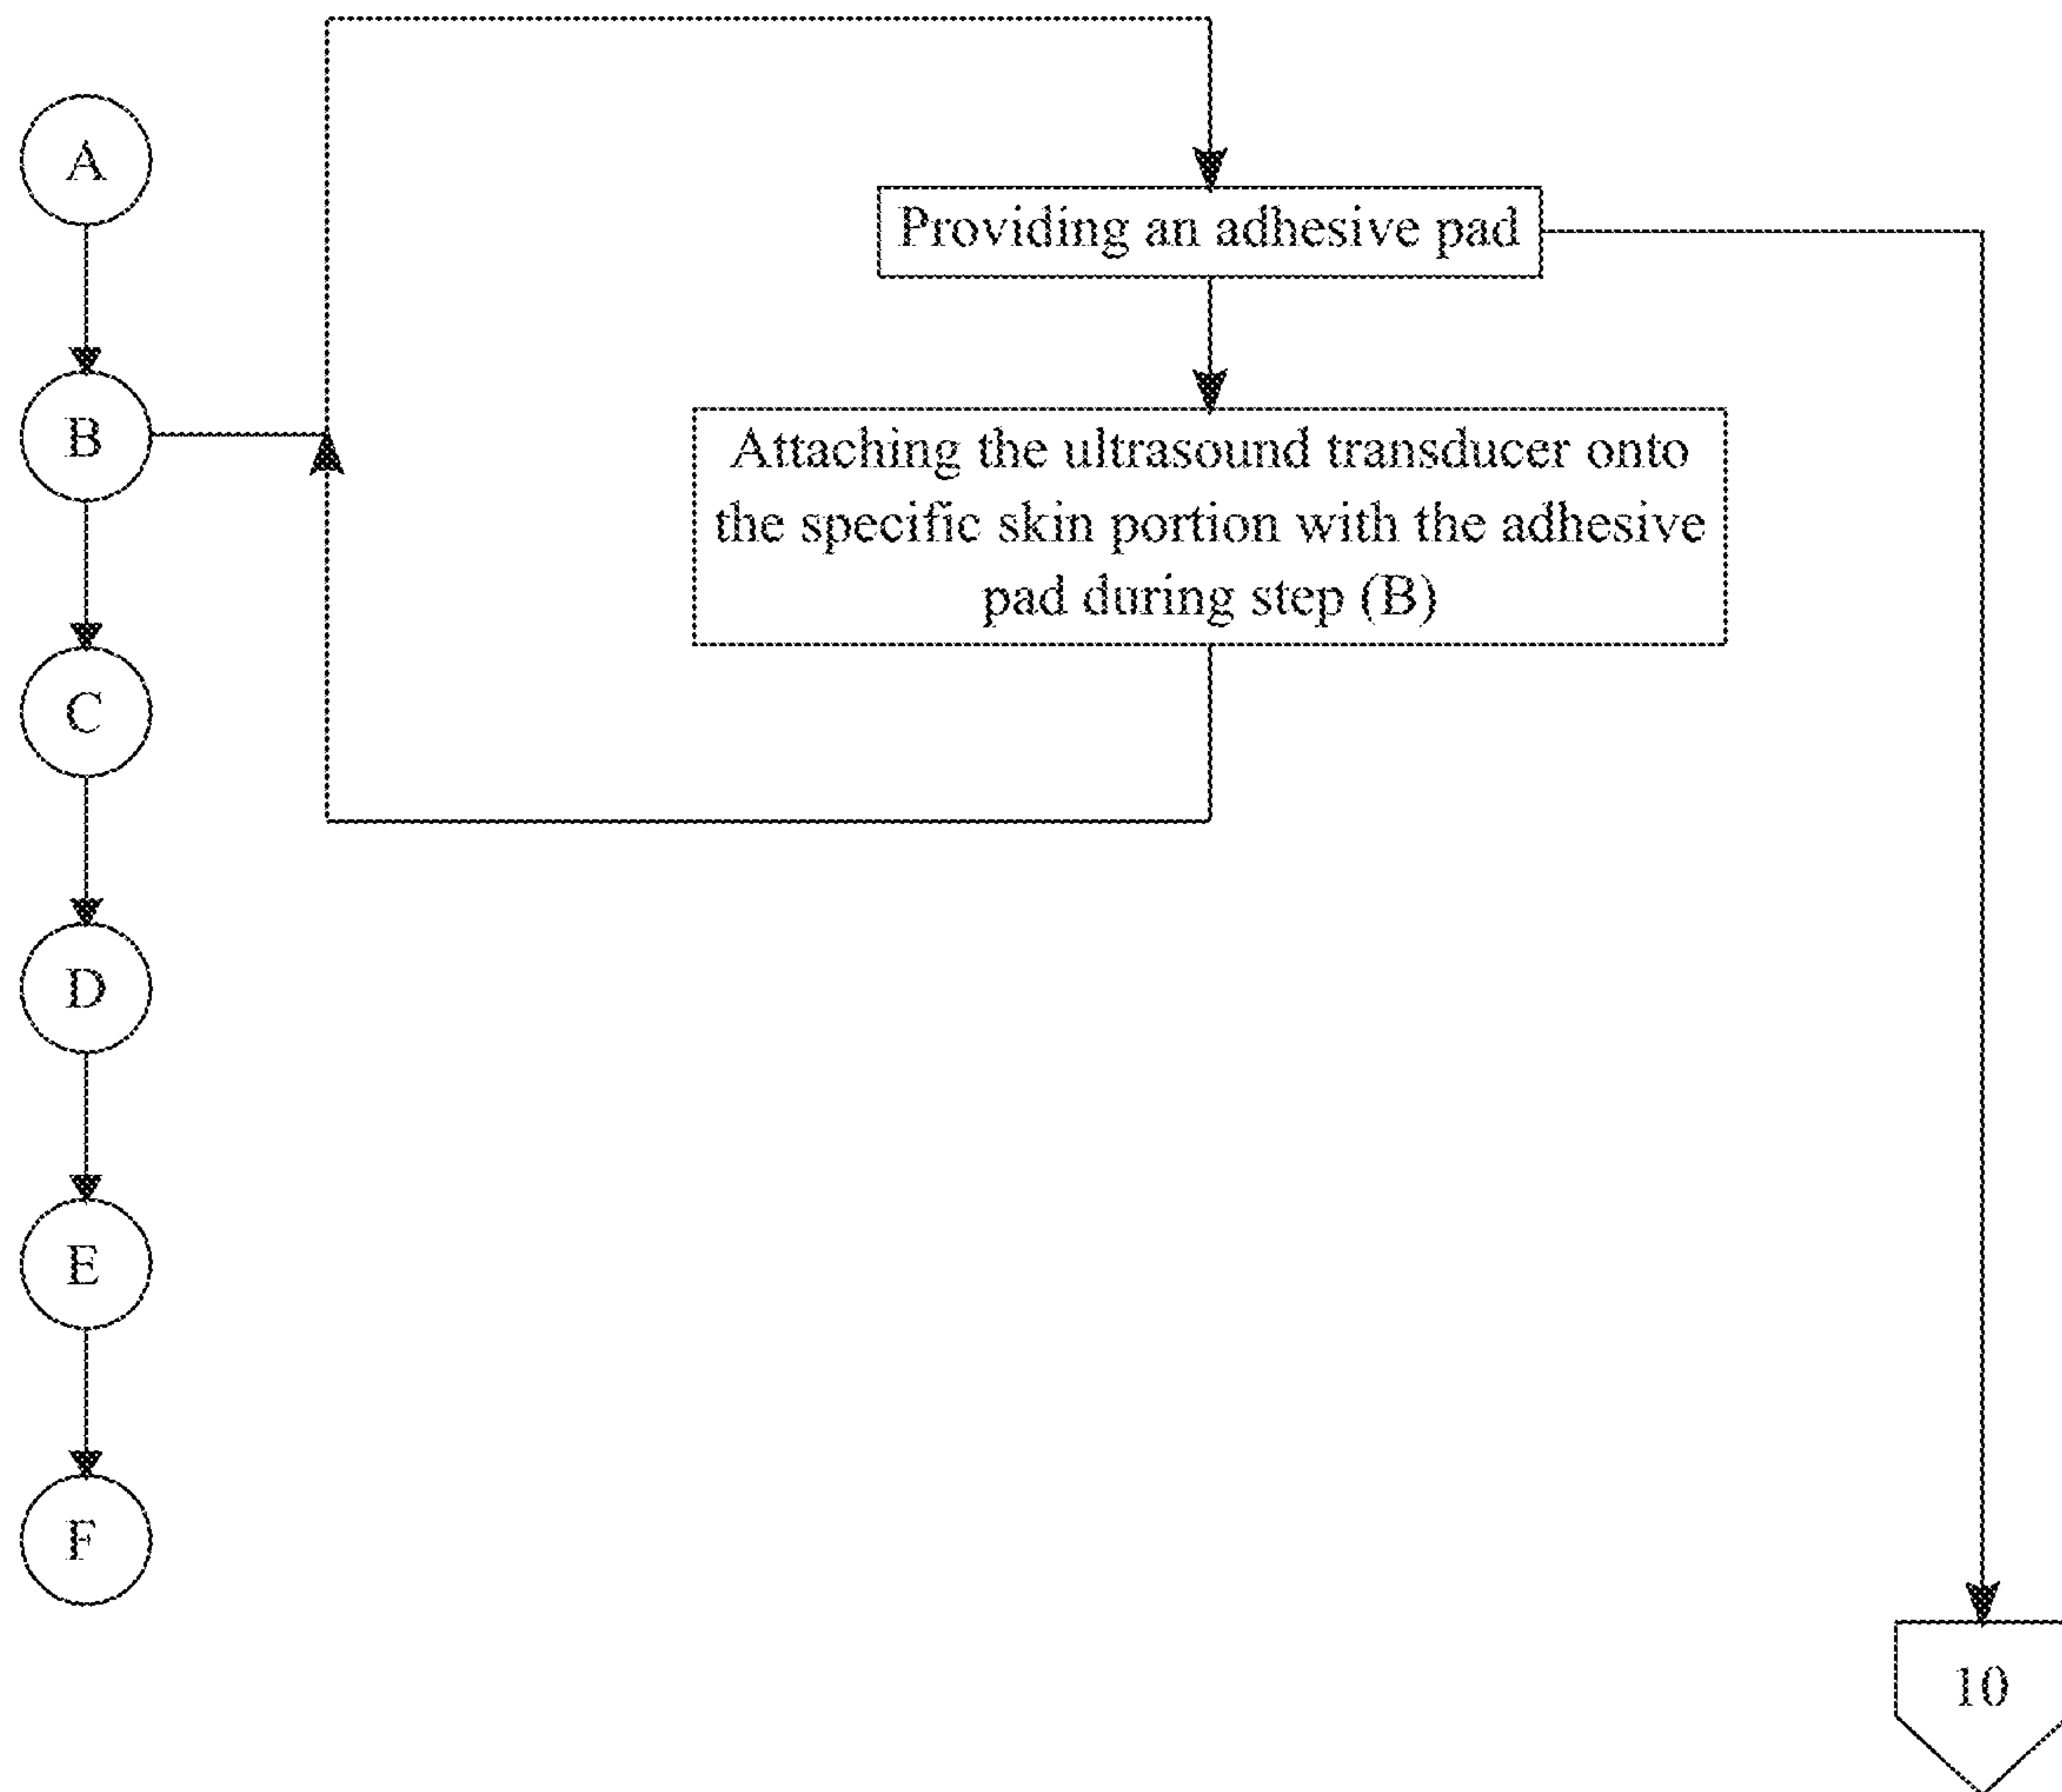 A
B
C
D
E
F
Providing an adhesive pad
Attaching the ultrasound transducer onto
the specific skin portion with the adhesive
pad during step (B)
10